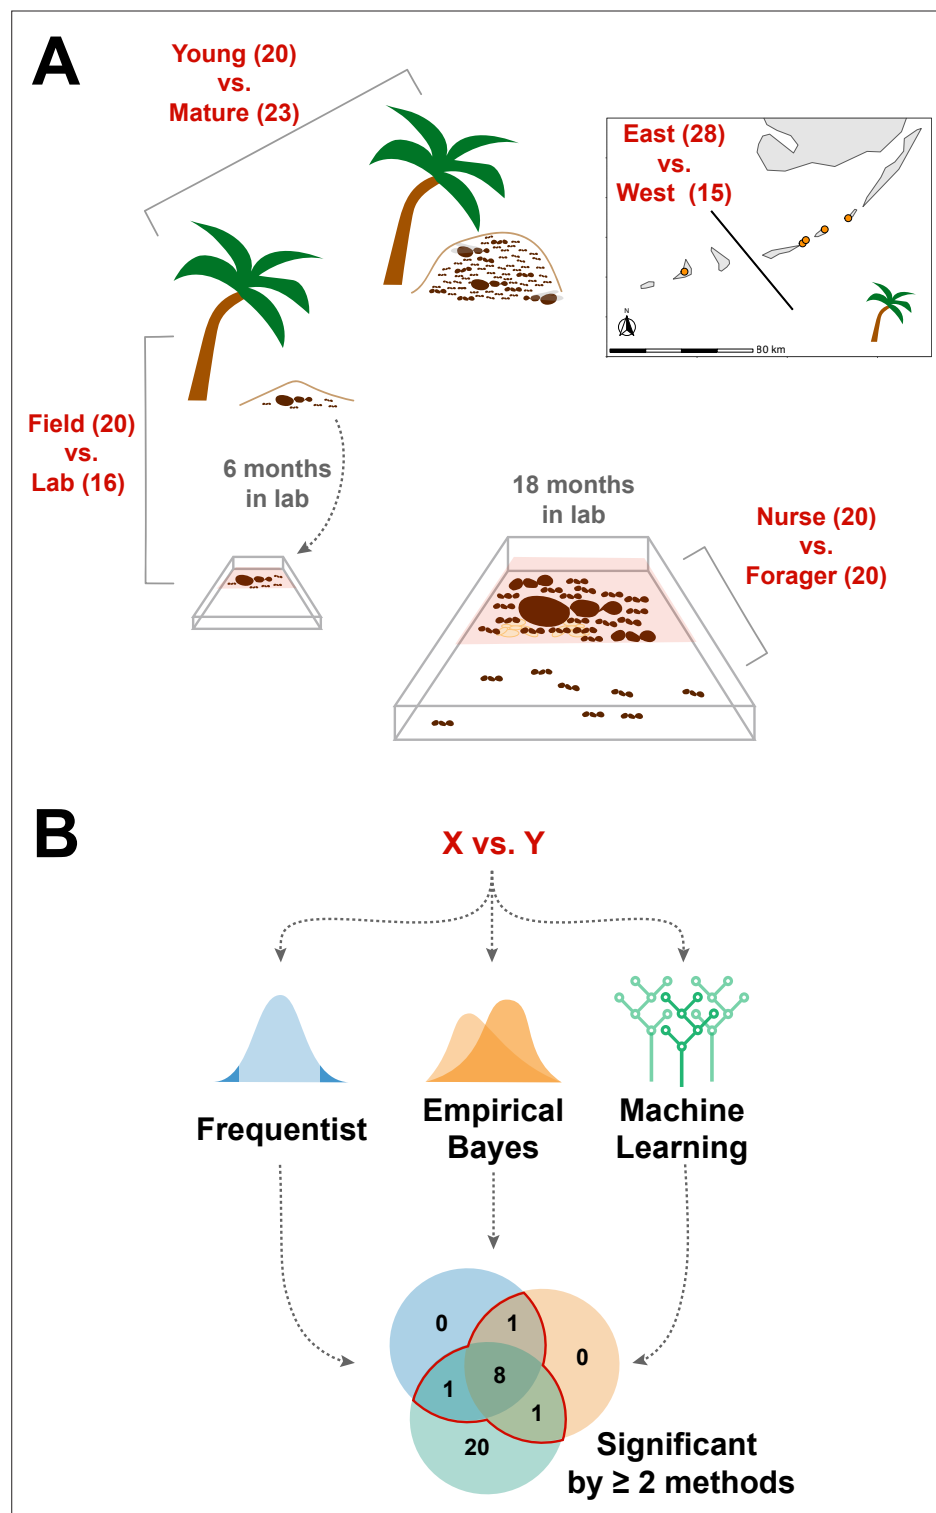 A
Young (20)
vs.
Mature (23)
East (28)
vs.
West (15)
N
80 km
Field (20)
vs.
Lab (16)
6 months
in lab
18 months
in lab
Nurse (20)
vs.
Forager (20)
B
X vs. Y
Frequentist
Empirical
Bayes
Machine
Learning
0
1
0
8
1
1
20
Significant
by ≥ 2 methods